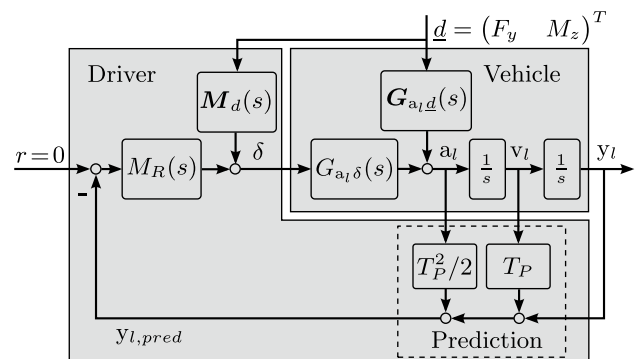 d = (F_y M_z)^T
Driver
Vehicle
M_d(s)
G_{a_l d}(s)
r = 0
M_R(s)
δ
G_{a_l δ}(s)
a_l
1/s
v_l
1/s
y_l
-
T_P^2/2
T_P
y_{l,pred}
Prediction